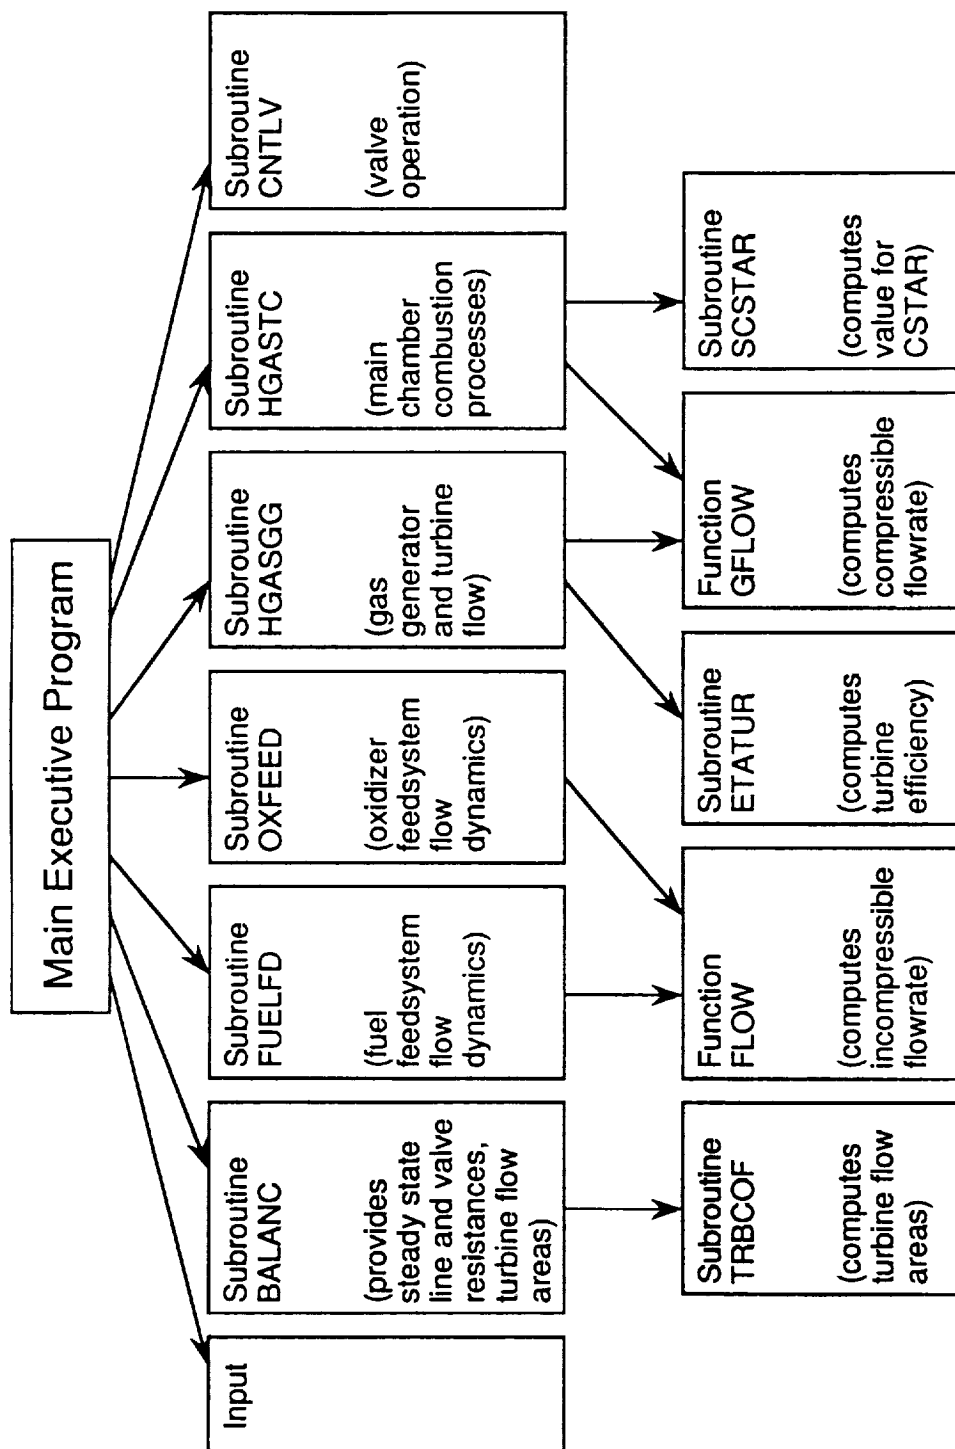 Main Executive Program
Input
Subroutine
BALANC
(provides
steady state
line and valve
resistances,
turbine flow
areas)
Subroutine
FUELFD
(fuel
feedsystem
flow
dynamics)
Subroutine
OXFEED
(oxidizer
feedsystem
flow
dynamics)
Subroutine
HGASGG
(gas
generator
and turbine
flow)
Subroutine
HGASTC
(main
chamber
combustion
processes)
Subroutine
CNTLV
(valve
operation)
Subroutine
TRBCOF
(computes
turbine flow
areas)
Function
FLOW
(computes
incompressible
flowrate)
Subroutine
ETATUR
(computes
turbine
efficiency)
Function
GFLOW
(computes
compressible
flowrate)
Subroutine
SCSTAR
(computes
value for
CSTAR)